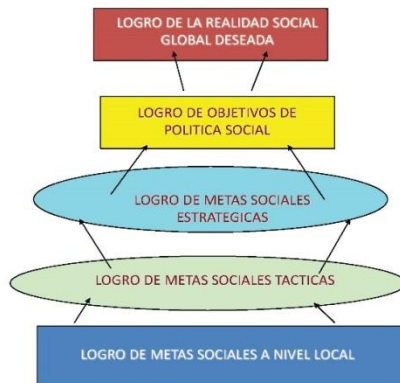 LOGRO DE LA REALIDAD SOCIAL
GLOBAL DESEADA
LOGRO DE OBJETIVOS DE
POLITICA SOCIAL
LOGRO DE METAS SOCIALES
ESTRATEGICAS
LOGRO DE METAS SOCIALES TACTICAS
LOGRO DE METAS SOCIALES A NIVEL LOCAL